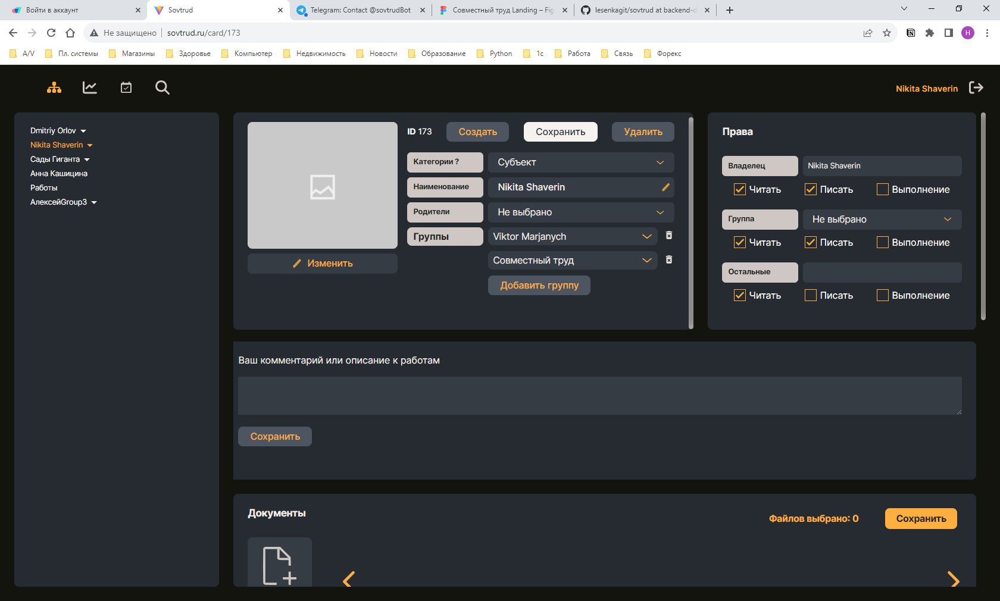 Войти в аккаунт
Sovtrud
Telegram: Contact @sovtrudBot
Совместный труд Landing – Fig
lesenkagit/sovtrud at backend-d
Не защищено
sovtrud.ru/card/173
N
H
A/V
Пл. системы
Магазины
Здоровье
Компьютер
Недвижимость
Новости
Образование
Python
1c
Работа
Связь
Форекс
Nikita Shaverin
Dmitriy Orlov
Nikita Shaverin
Сады Гиганта
Анна Кашицина
Работы
АлексейGroup3
ID 173
Создать
Сохранить
Удалить
Категории ?
Субъект
Наименование
Nikita Shaverin
Родители
Не выбрано
Группы
Viktor Marjanych
Совместный труд
Добавить группу
Изменить
Права
Владелец
Nikita Shaverin
Читать
Писать
Выполнение
Группа
Не выбрано
Читать
Писать
Выполнение
Остальные
Читать
Писать
Выполнение
Ваш комментарий или описание к работам
Сохранить
Документы
Файлов выбрано: 0
Сохранить